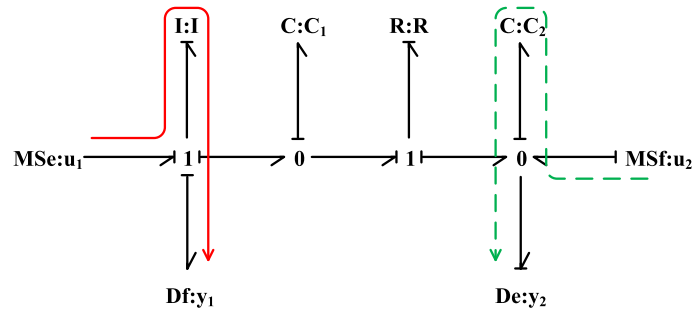 I:I C:C₁ R:R C:C₂
MSe:u₁ 1 0 1 0 MSf:u₂
Df:y₁ De:y₂